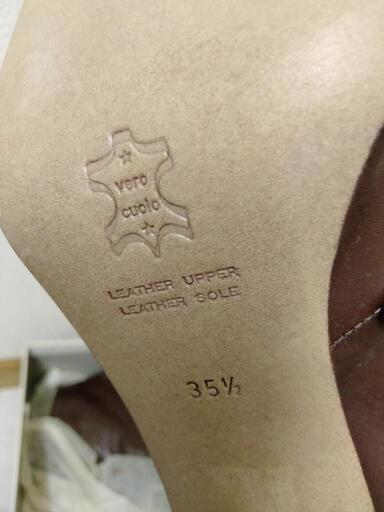 vero
cuoio
LEATHER UPPER
LEATHER SOLE
35½